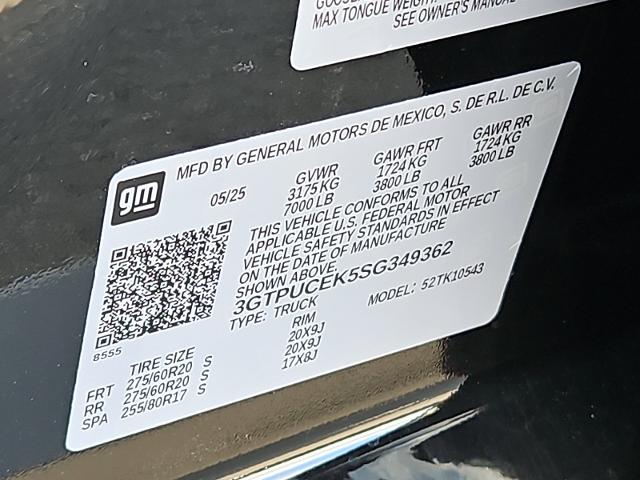 GOOSE
MAX TONGUE WEIGHT
SEE OWNER'S MANUAL
MFD BY GENERAL MOTORS DE MEXICO, S. DE R.L. DE C.V.
gm
05/25
GVWR
3175 KG
7000 LB
GAWR FRT
1724 KG
3800 LB
GAWR RR
1724 KG
3800 LB
THIS VEHICLE CONFORMS TO ALL
APPLICABLE U.S. FEDERAL MOTOR
VEHICLE SAFETY STANDARDS IN EFFECT
ON THE DATE OF MANUFACTURE
SHOWN ABOVE.
3GTPUCEK5SG349362
TYPE: TRUCK
MODEL: 52TK10543
8555
TIRE SIZE
RIM
FRT 275/60R20 S 20X9J
RR 275/60R20 S 20X9J
SPA 255/80R17 S 17X8J